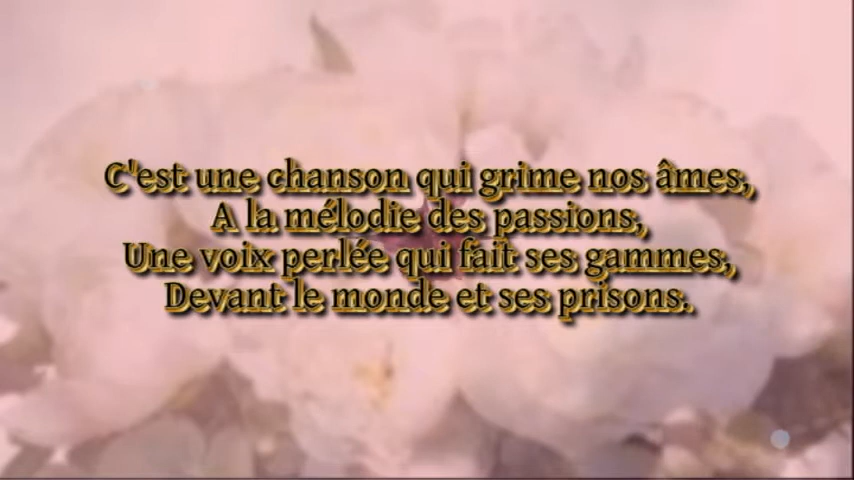 C'est une chanson qui grime nos âmes,
A la mélodie des passions,
Une voix perlée qui fait ses gammes,
Devant le monde et ses prisons.